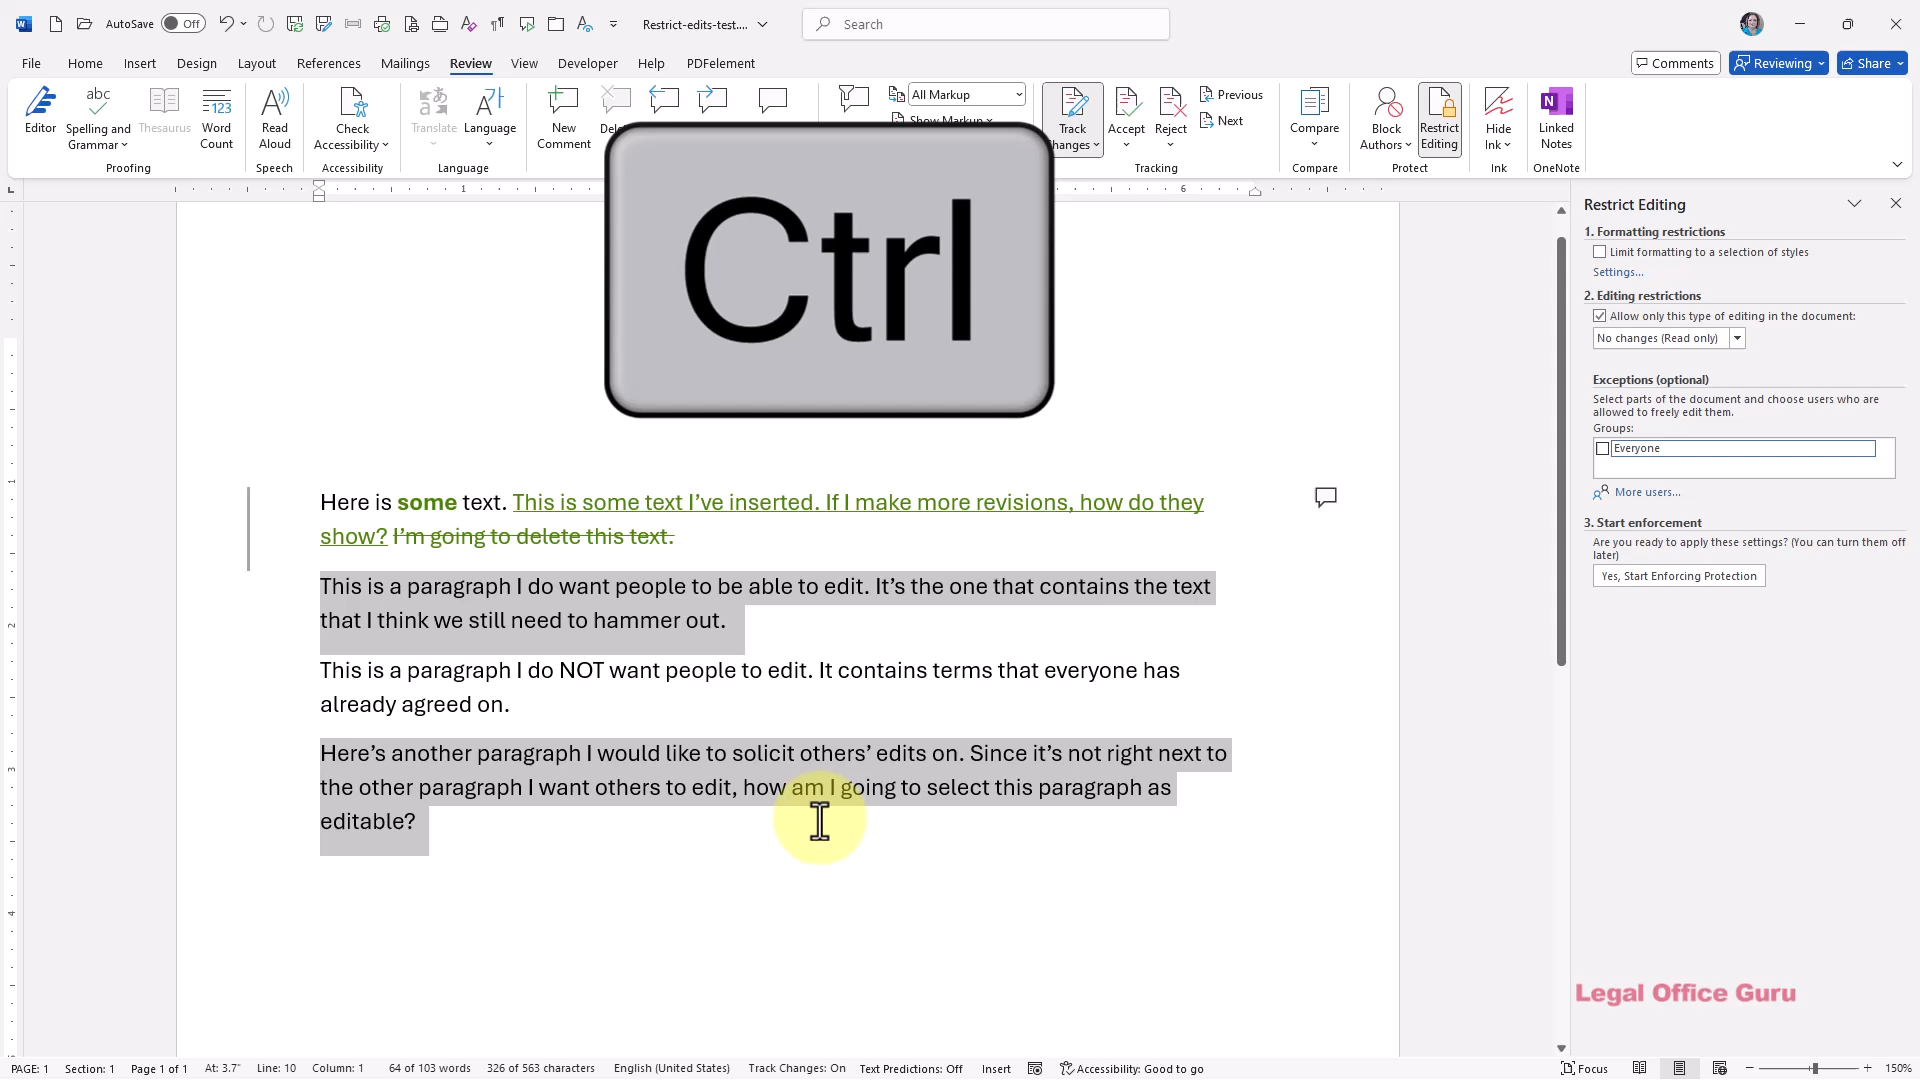 AutoSave Off Restrict-edits-test.... Search
File Home Insert Design Layout References Mailings Review View Developer Help PDFelement Comments Reviewing Share
Editor
Spelling and
Grammar
Thesaurus
Word
Count
Proofing
Read
Aloud
Speech
Check
Accessibility
Accessibility
Translate
Language
Language
New
Comment
All Markup
Track
Changes
Accept
Reject
Previous
Next
Tracking
Compare
Compare
Block
Authors
Restrict
Editing
Protect
Hide
Ink
Ink
Linked
Notes
OneNote
Ctrl
1 6
Here is some text. This is some text I've inserted. If I make more revisions, how do they
show? I'm going to delete this text.
This is a paragraph I do want people to be able to edit. It's the one that contains the text
that I think we still need to hammer out.
This is a paragraph I do NOT want people to edit. It contains terms that everyone has
already agreed on.
Here's another paragraph I would like to solicit others' edits on. Since it's not right next to
the other paragraph I want others to edit, how am I going to select this paragraph as
editable?
Restrict Editing
1. Formatting restrictions
Limit formatting to a selection of styles
Settings...
2. Editing restrictions
Allow only this type of editing in the document:
No changes (Read only)
Exceptions (optional)
Select parts of the document and choose users who are
allowed to freely edit them.
Groups:
Everyone
More users...
3. Start enforcement
Are you ready to apply these settings? (You can turn them off
later)
Yes, Start Enforcing Protection
Legal Office Guru
PAGE: 1 Section: 1 Page 1 of 1 At: 3.7" Line: 10 Column: 1 64 of 103 words 326 of 563 characters English (United States) Track Changes: On Text Predictions: Off Insert Accessibility: Good to go Focus 150%